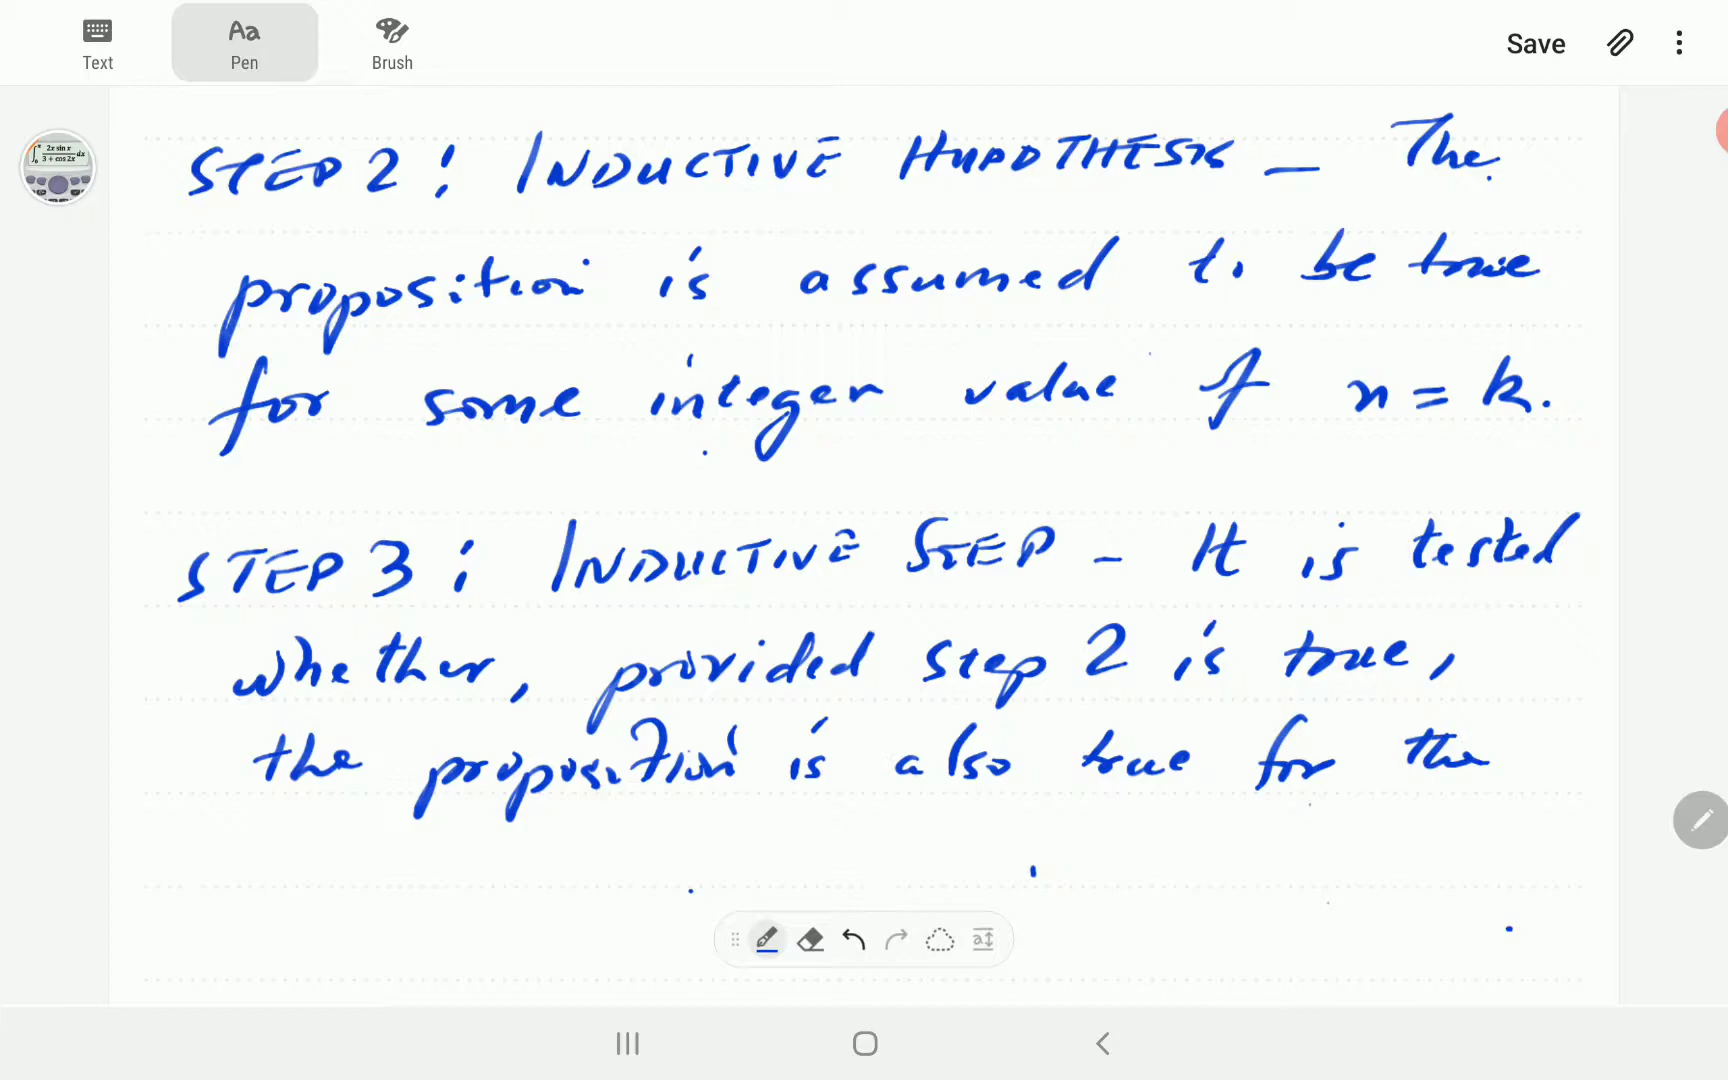 Text
Aa
Pen
Brush
Save
STEP 2: INDUCTIVE HYPOTHESIS — The
proposition is assumed to be true
for some integer value of n = k.
STEP 3: INDUCTIVE STEP - It is tested
whether, provided step 2 is true,
the proposition is also true for the